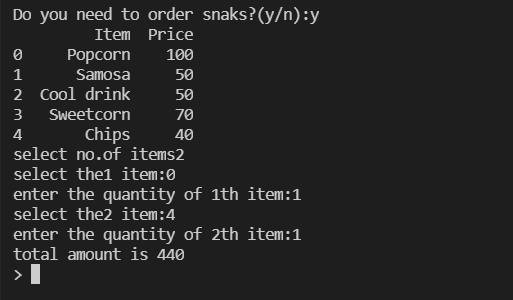 Do you need to order snaks?(y/n):y
Item Price
0 Popcorn 100
1 Samosa 50
2 Cool drink 50
3 Sweetcorn 70
4 Chips 40
select no.of items2
select the1 item:0
enter the quantity of 1th item:1
select the2 item:4
enter the quantity of 2th item:1
total amount is 440
>